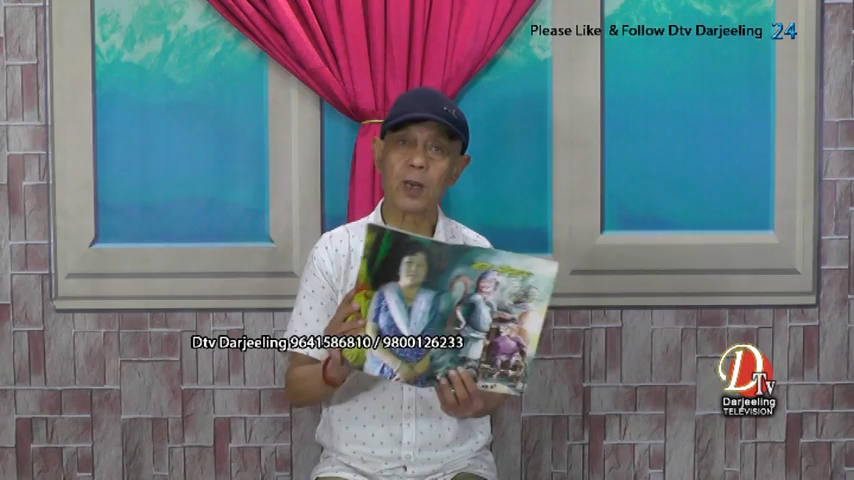 Please Like & Follow Dtv Darjeeling 24
Dtv Darjeeling 9641586810 / 9800126233
DTv
Darjeeling
TELEVISION